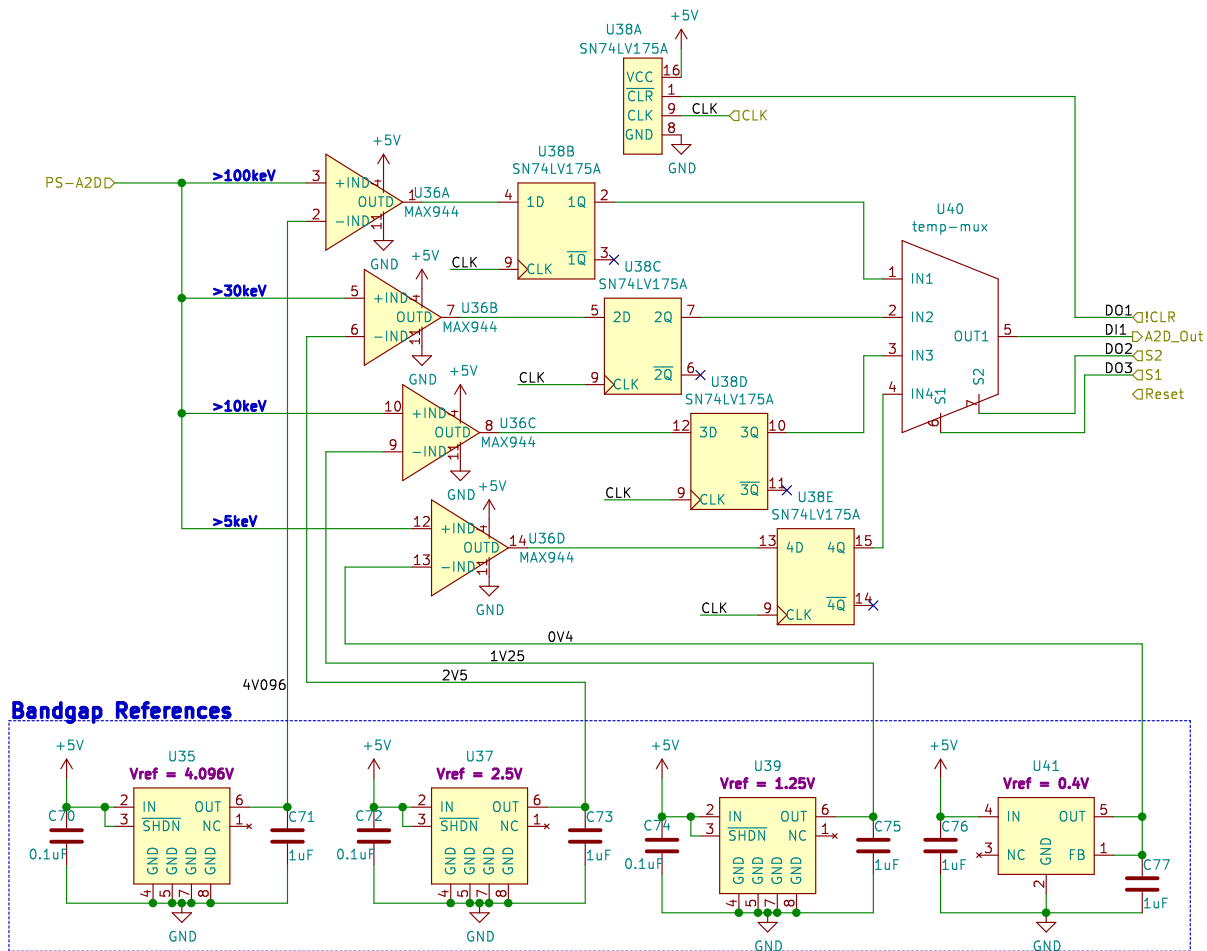 +5V
U38A
SN74LV175A
VCC 16
CLR 1
CLK 9 CLK CLK
GND 8
GND
PS-A2D
>100keV
+5V
3 +IND 4
OUTD 1
2 -IND 11
U36A
MAX944
GND
U38B
SN74LV175A
4 1D 1Q 2
1Q 3
CLK 9 CLK
U40
temp-mux
1 IN1
2 IN2
3 IN3
4 IN4
OUT1 5
S1 6
S2
DO1 !CLR
DI1 A2D_Out
DO2 S2
DO3 S1
Reset
>30keV
+5V
5 +IND 4
OUTD 7
6 -IND 11
U36B
MAX944
GND
U38C
SN74LV175A
5 2D 2Q 7
2Q 6
CLK 9 CLK
>10keV
+5V
10 +IND 4
OUTD 8
9 -IND 11
U36C
MAX944
GND
U38D
SN74LV175A
12 3D 3Q 10
3Q 11
CLK 9 CLK
>5keV
+5V
12 +IND 4
OUTD 14
13 -IND 11
U36D
MAX944
GND
U38E
SN74LV175A
13 4D 4Q 15
4Q 14
CLK 9 CLK
0V4
1V25
2V5
4V096
Bandgap References
+5V
U35
Vref = 4.096V
2 IN OUT 6
3 SHDN NC 1
GND GND GND GND
4 5 7 8
C70
0.1uF
C71
1uF
GND
+5V
U37
Vref = 2.5V
2 IN OUT 6
3 SHDN NC 1
GND GND GND GND
4 5 7 8
C72
0.1uF
C73
1uF
GND
+5V
U39
Vref = 1.25V
2 IN OUT 6
3 SHDN NC 1
GND GND GND GND
4 5 7 8
C74
0.1uF
C75
1uF
GND
+5V
U41
Vref = 0.4V
4 IN OUT 5
3 NC FB 1
GND
2
C76
1uF
C77
1uF
GND